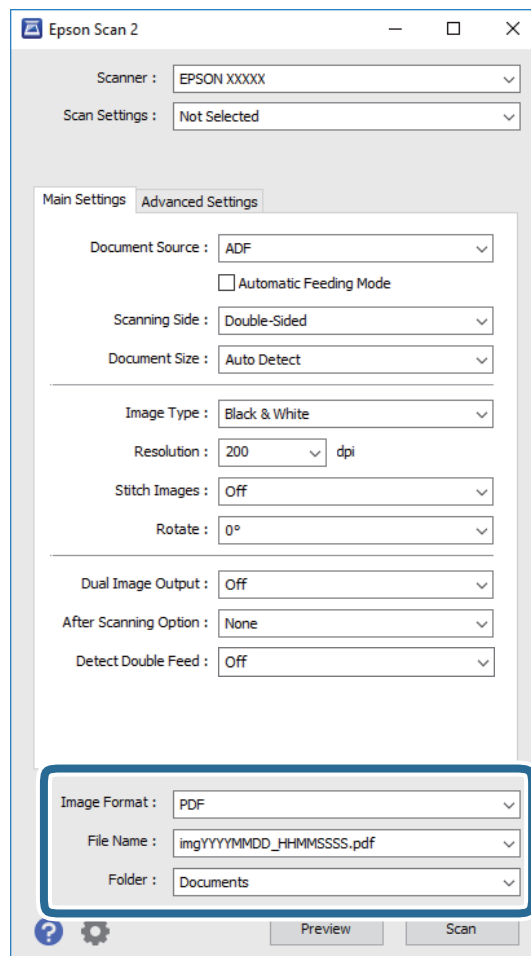 Epson Scan 2
Scanner : EPSON XXXXX
Scan Settings : Not Selected
Main Settings Advanced Settings
Document Source : ADF
Automatic Feeding Mode
Scanning Side : Double-Sided
Document Size : Auto Detect
Image Type : Black & White
Resolution : 200 dpi
Stitch Images : Off
Rotate : 0°
Dual Image Output : Off
After Scanning Option : None
Detect Double Feed : Off
Image Format : PDF
File Name : imgYYYYMMDD_HHMMSSSS.pdf
Folder : Documents
? Preview Scan